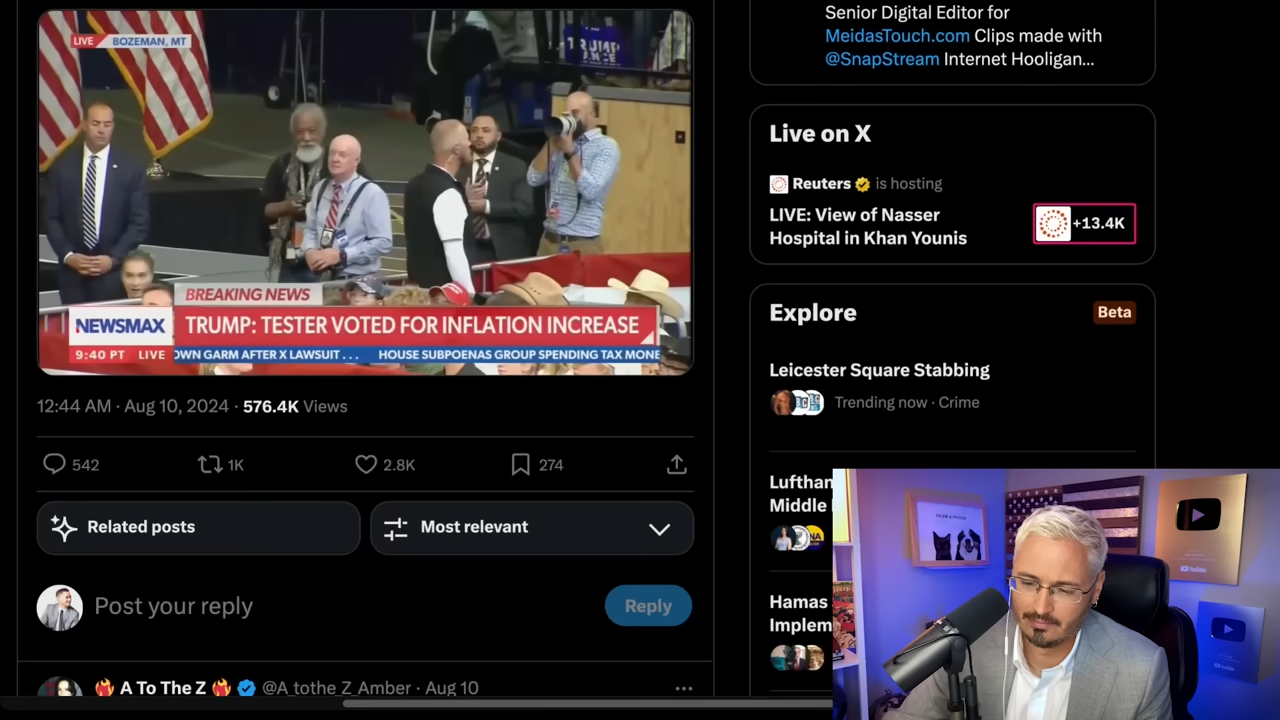 LIVE
BOZEMAN, MT
TRUMP
BREAKING NEWS
NEWSMAX
TRUMP: TESTER VOTED FOR INFLATION INCREASE
9:40 PT LIVE
OWN GARM AFTER X LAWSUIT . . . HOUSE SUBPOENAS GROUP SPENDING TAX MONE
12:44 AM · Aug 10, 2024 · 576.4K Views
542
1K
2.8K
274
Related posts
Most relevant
Post your reply
Reply
🔥 A To The Z 🔥 @A_tothe_Z_Amber · Aug 10
Senior Digital Editor for
MeidasTouch.com Clips made with
@SnapStream Internet Hooligan...
Live on X
Reuters is hosting
LIVE: View of Nasser
Hospital in Khan Younis
+13.4K
Explore
Beta
Leicester Square Stabbing
Trending now · Crime
Luftha
Middle
Hamas
Implem
YouTube